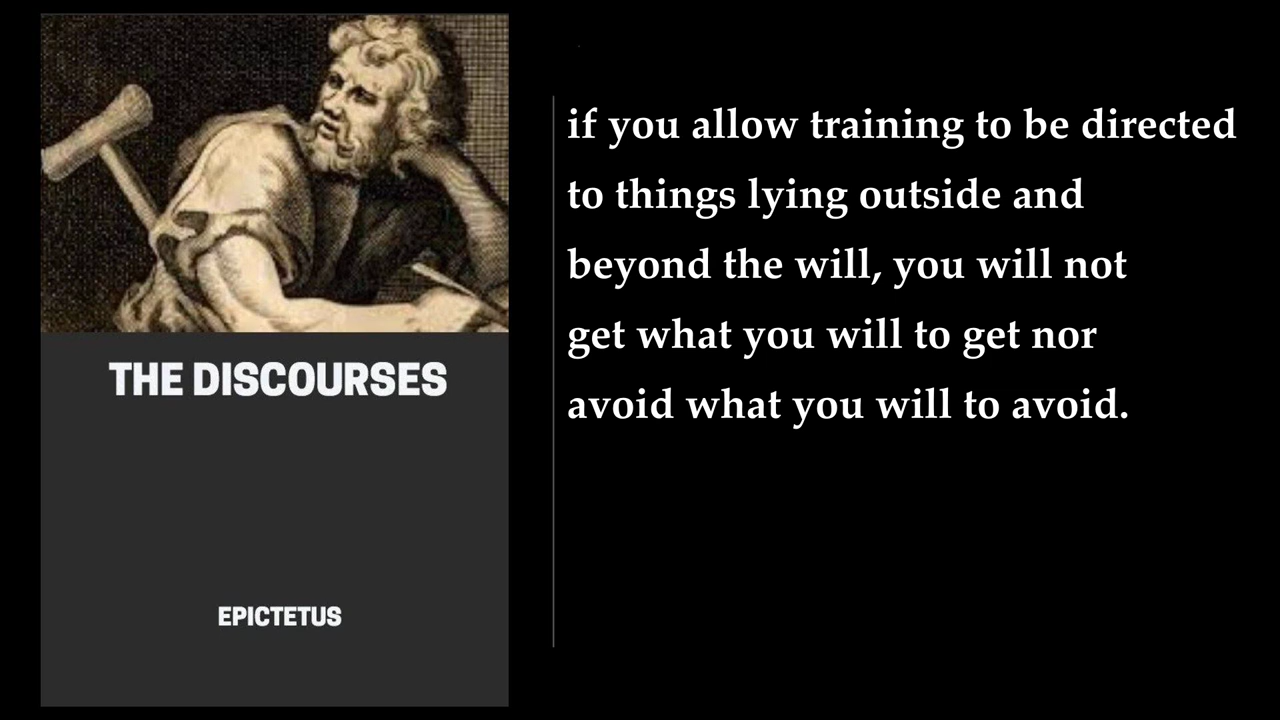 THE DISCOURSES
EPICTETUS
if you allow training to be directed
to things lying outside and
beyond the will, you will not
get what you will to get nor
avoid what you will to avoid.